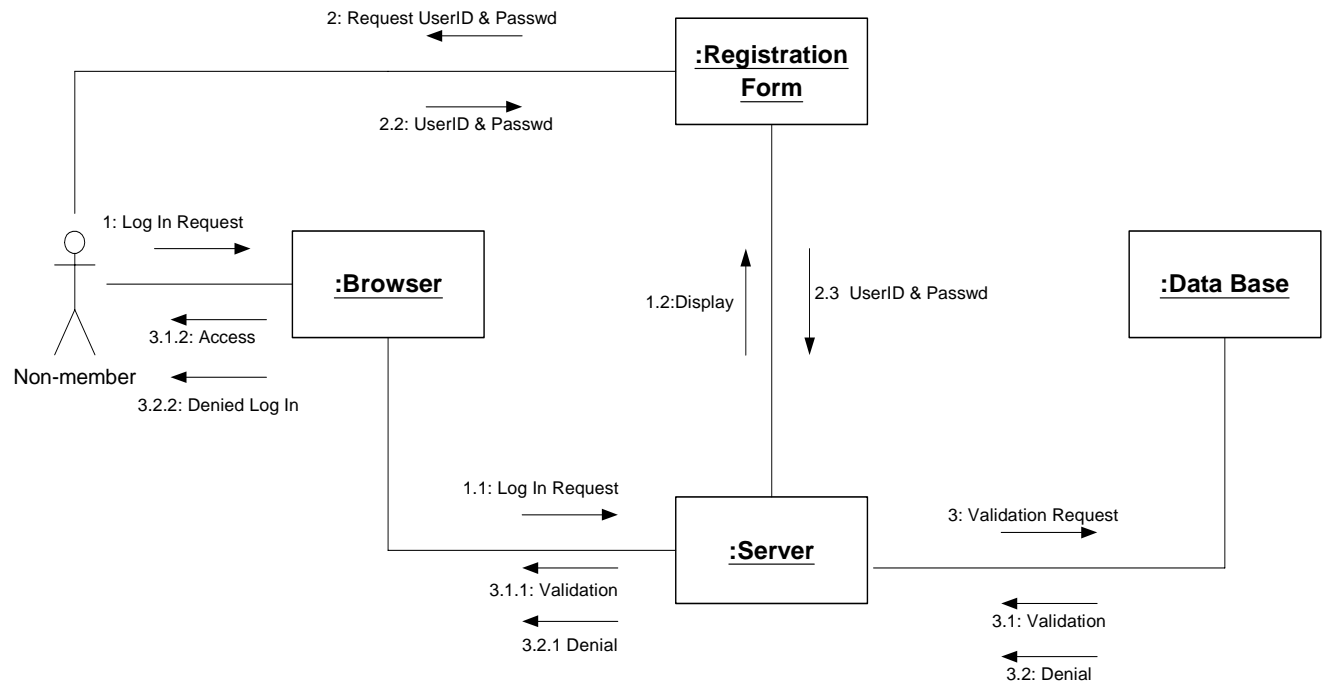 2: Request UserID & Passwd
:Registration
Form
2.2: UserID & Passwd
1: Log In Request
:Browser
3.1.2: Access
Non-member
3.2.2: Denied Log In
1.2:Display
2.3 UserID & Passwd
:Data Base
1.1: Log In Request
:Server
3: Validation Request
3.1.1: Validation
3.2.1 Denial
3.1: Validation
3.2: Denial